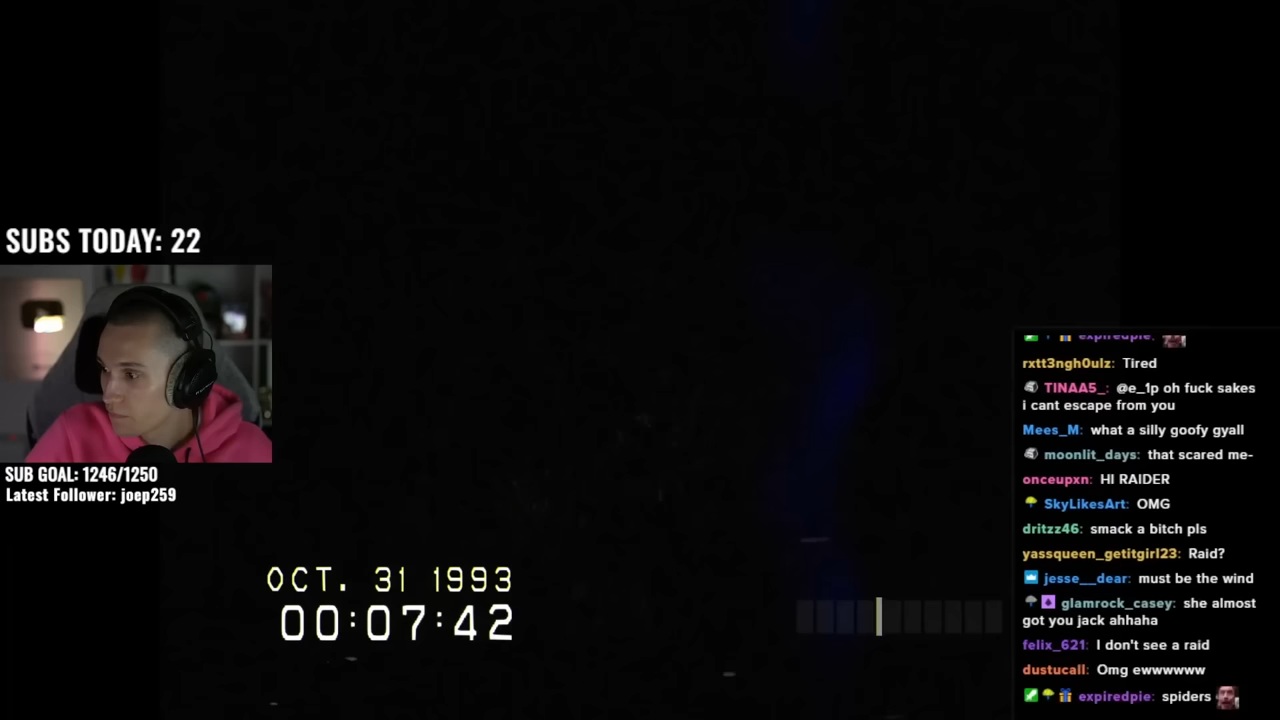 SUBS TODAY: 22
SUB GOAL: 1246/1250
Latest Follower: joep259
OCT. 31 1993
00:07:42
expiredpie:
rxtt3ngh0ulz: Tired
TINAA5_: @e_1p oh fuck sakes
i cant escape from you
Mees_M: what a silly goofy gyall
moonlit_days: that scared me-
onceupxn: HI RAIDER
SkyLikesArt: OMG
dritzz46: smack a bitch pls
yassqueen_getitgirl23: Raid?
jesse__dear: must be the wind
glamrock_casey: she almost
got you jack ahhaha
felix_621: I don't see a raid
dustucall: Omg ewwwwww
expiredpie: spiders